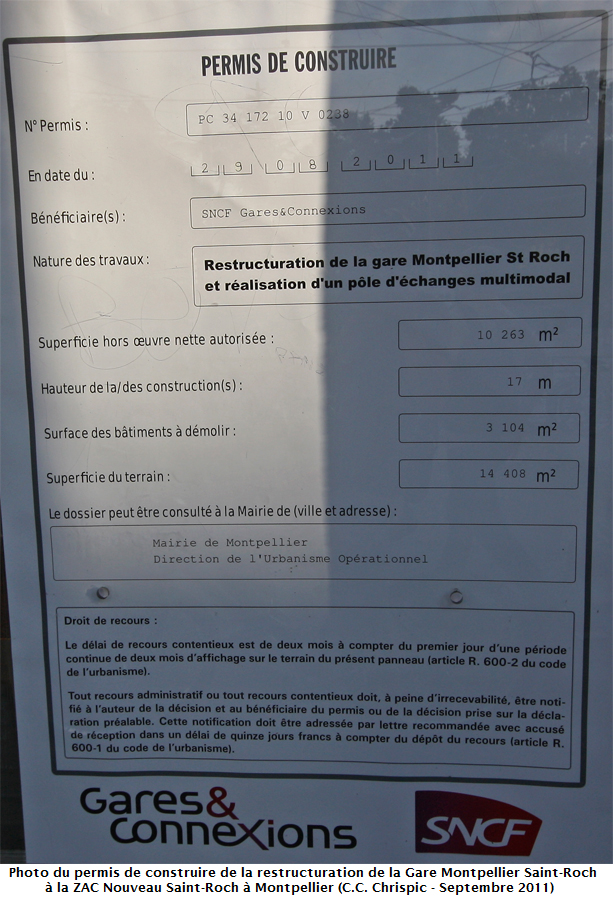 PERMIS DE CONSTRUIRE
N° Permis : PC 34 172 10 V 0238
En date du : 2 9 0 8 2 0 1 1
Bénéficiaire(s) : SNCF Gares&Connexions
Nature des travaux : Restructuration de la gare Montpellier St Roch
et réalisation d'un pôle d'échanges multimodal
Superficie hors œuvre nette autorisée : 10 263 m²
Hauteur de la/des construction(s) : 17 m
Surface des bâtiments à démolir : 3 104 m²
Superficie du terrain : 14 408 m²
Le dossier peut être consulté à la Mairie de (ville et adresse) :
Mairie de Montpellier
Direction de l'Urbanisme Opérationnel
Droit de recours :
Le délai de recours contentieux est de deux mois à compter du premier jour d'une période
continue de deux mois d'affichage sur le terrain du présent panneau (article R. 600-2 du code
de l'urbanisme).
Tout recours administratif ou tout recours contentieux doit, à peine d'irrecevabilité, être noti-
fié à l'auteur de la décision et au bénéficiaire du permis ou de la décision prise sur la décla-
ration préalable. Cette notification doit être adressée par lettre recommandée avec accusé
de réception dans un délai de quinze jours francs à compter du dépôt du recours (article R.
600-1 du code de l'urbanisme).
Gares&
Connexions
SNCF
Photo du permis de construire de la restructuration de la Gare Montpellier Saint-Roch
à la ZAC Nouveau Saint-Roch à Montpellier (C.C. Chrispic - Septembre 2011)